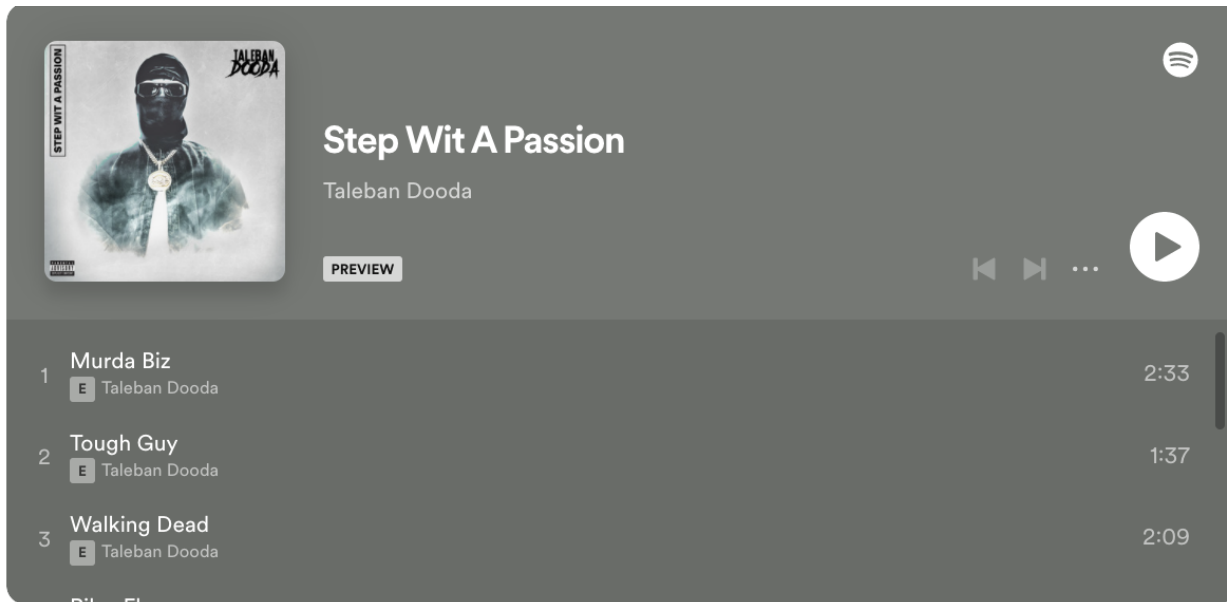 STEP WIT A PASSION
TALEBAN
DOODA
Step Wit A Passion
Taleban Dooda
PREVIEW
1
Murda Biz
E Taleban Dooda
2:33
2
Tough Guy
E Taleban Dooda
1:37
3
Walking Dead
E Taleban Dooda
2:09